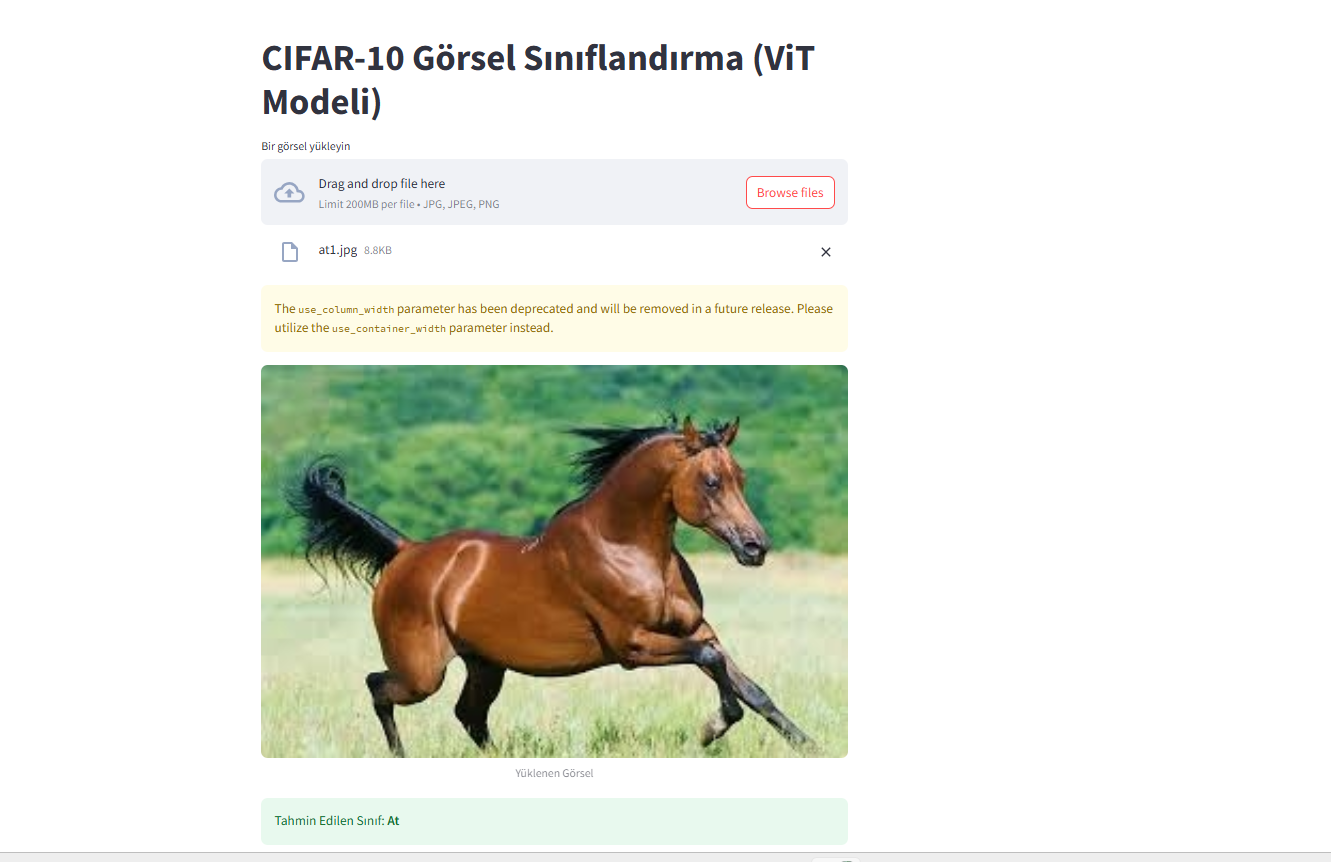 CIFAR-10 Görsel Sınıflandırma (ViT
Modeli)
Bir görsel yükleyin
Drag and drop file here
Limit 200MB per file • JPG, JPEG, PNG
Browse files
at1.jpg 8.8KB
The use_column_width parameter has been deprecated and will be removed in a future release. Please
utilize the use_container_width parameter instead.
Yüklenen Görsel
Tahmin Edilen Sınıf: At